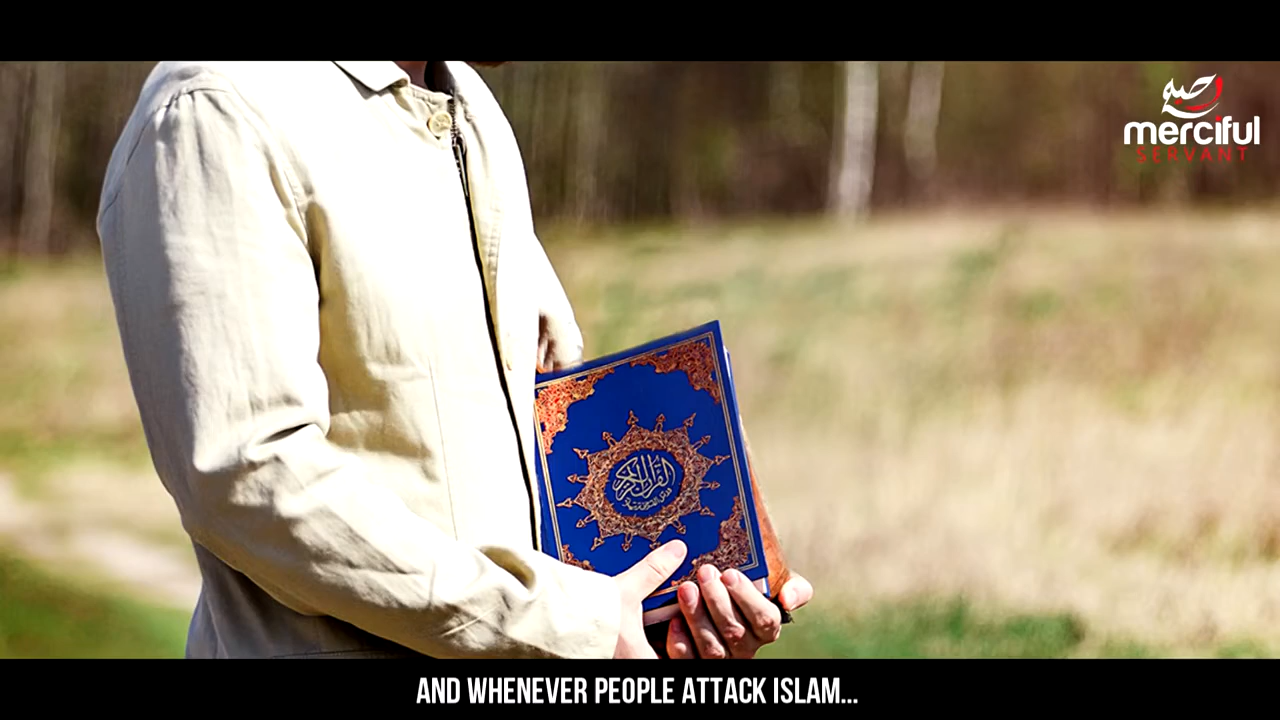 merciful
SERVANT
القرآن الكريم
AND WHENEVER PEOPLE ATTACK ISLAM...